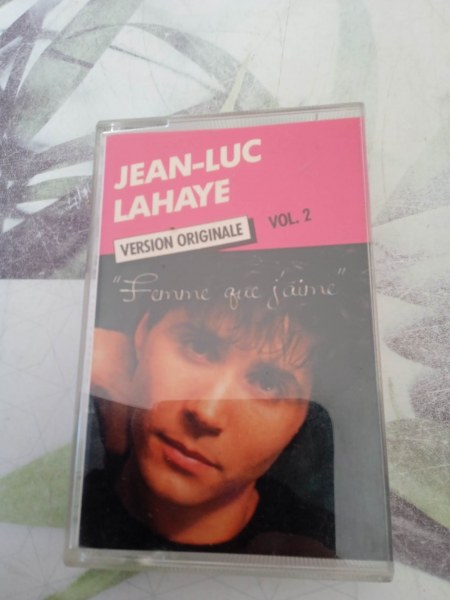 JEAN-LUC
LAHAYE
VERSION ORIGINALE VOL. 2
"Femme que j'aime"